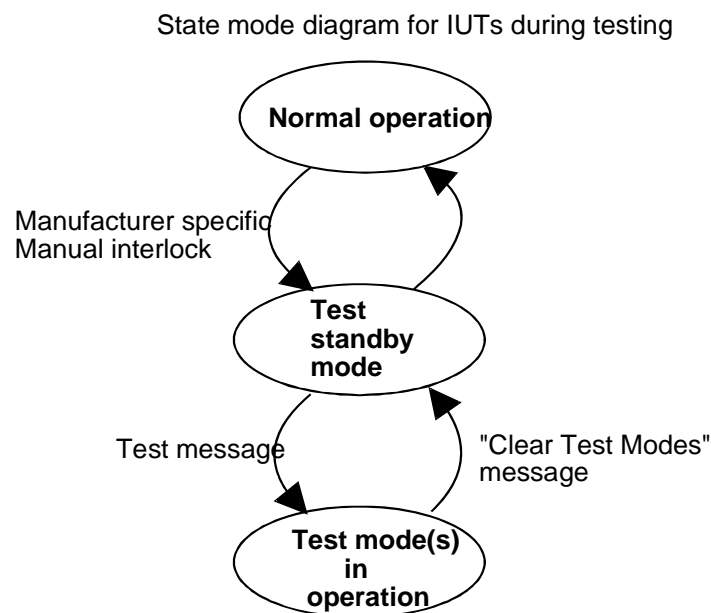 State mode diagram for IUTs during testing
Normal operation
Manufacturer specific
Manual interlock
Test
standby
mode
Test message
"Clear Test Modes"
message
Test mode(s)
in
operation